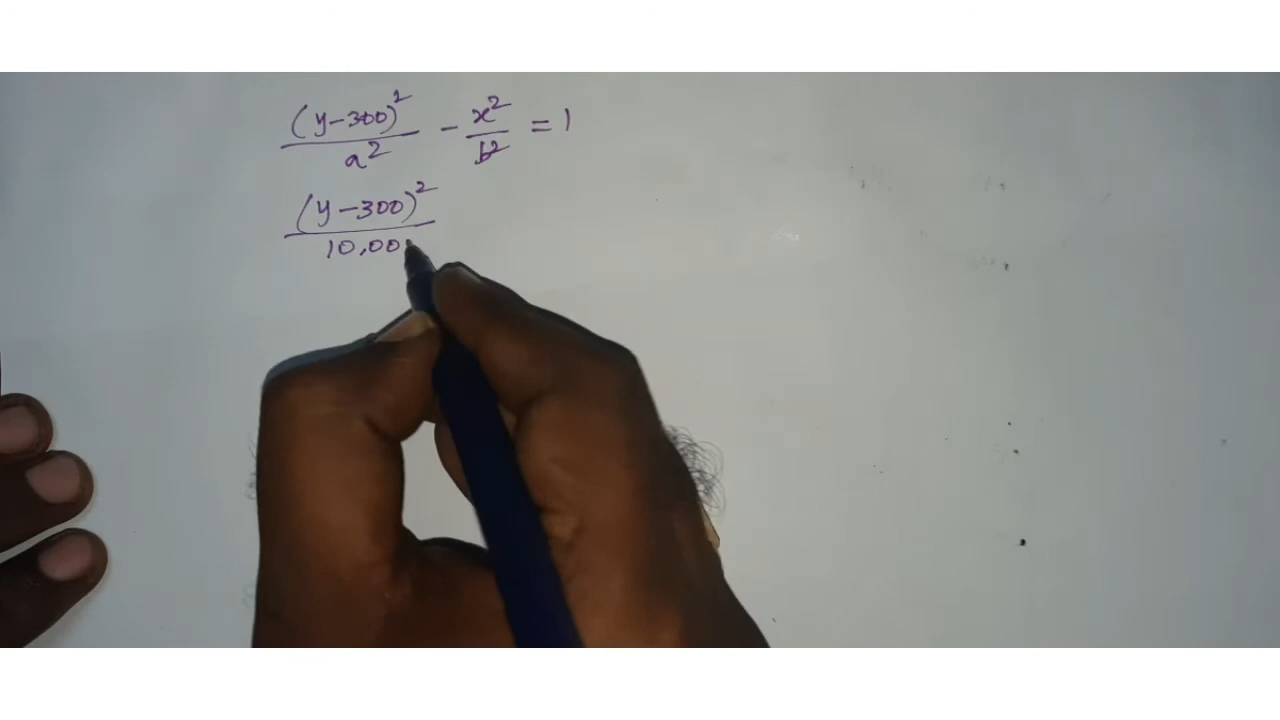 (y-300)² / a² - x² / b² = 1
(y-300)² / 10,00